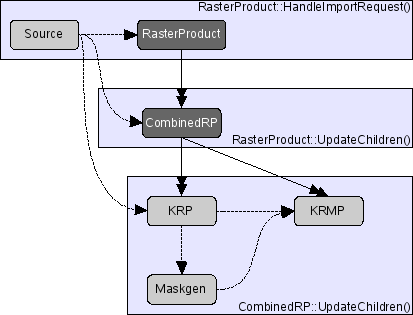 RasterProduct::HandleImportRequest()
Source
RasterProduct
CombinedRP
RasterProduct::UpdateChildren()
KRP
KRMP
Maskgen
CombinedRP::UpdateChildren()